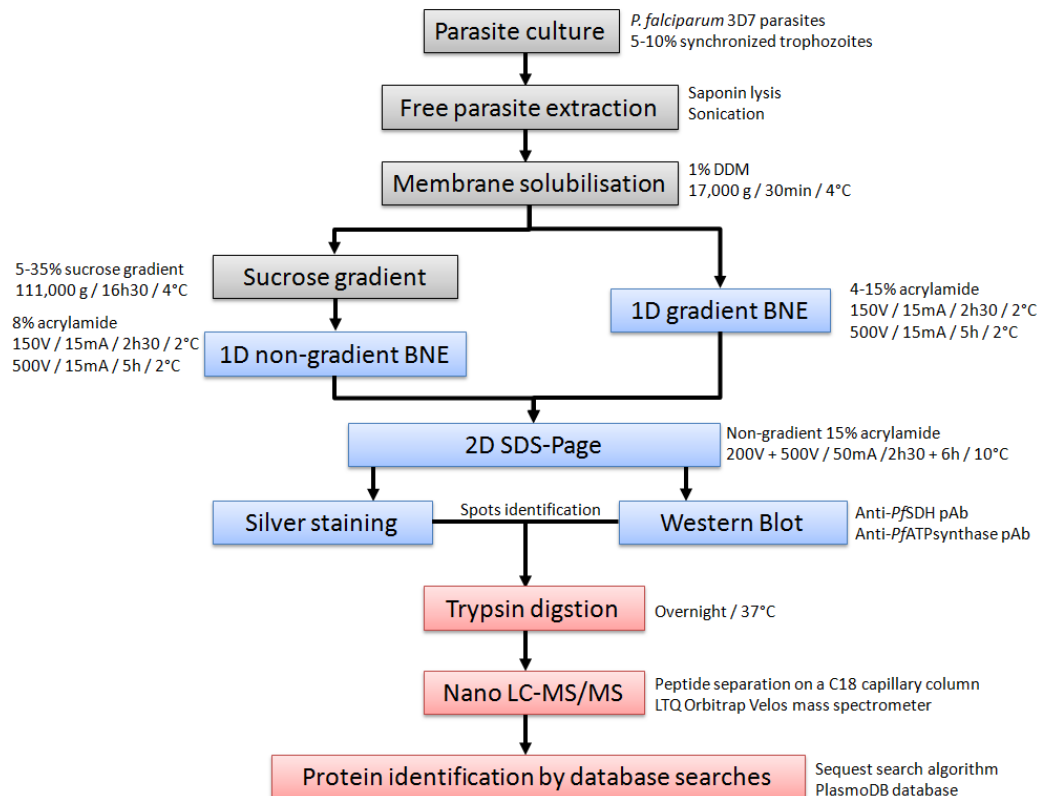 Parasite culture
P. falciparum 3D7 parasites
5-10% synchronized trophozoites
Free parasite extraction
Saponin lysis
Sonication
Membrane solubilisation
1% DDM
17,000 g / 30min / 4°C
5-35% sucrose gradient
111,000 g / 16h30 / 4°C
Sucrose gradient
8% acrylamide
150V / 15mA / 2h30 / 2°C
500V / 15mA / 5h / 2°C
1D non-gradient BNE
1D gradient BNE
4-15% acrylamide
150V / 15mA / 2h30 / 2°C
500V / 15mA / 5h / 2°C
2D SDS-Page
Non-gradient 15% acrylamide
200V + 500V / 50mA /2h30 + 6h / 10°C
Silver staining
Spots identification
Western Blot
Anti-PfSDH pAb
Anti-PfATPsynthase pAb
Trypsin digstion
Overnight / 37°C
Nano LC-MS/MS
Peptide separation on a C18 capillary column
LTQ Orbitrap Velos mass spectrometer
Protein identification by database searches
Sequest search algorithm
PlasmoDB database